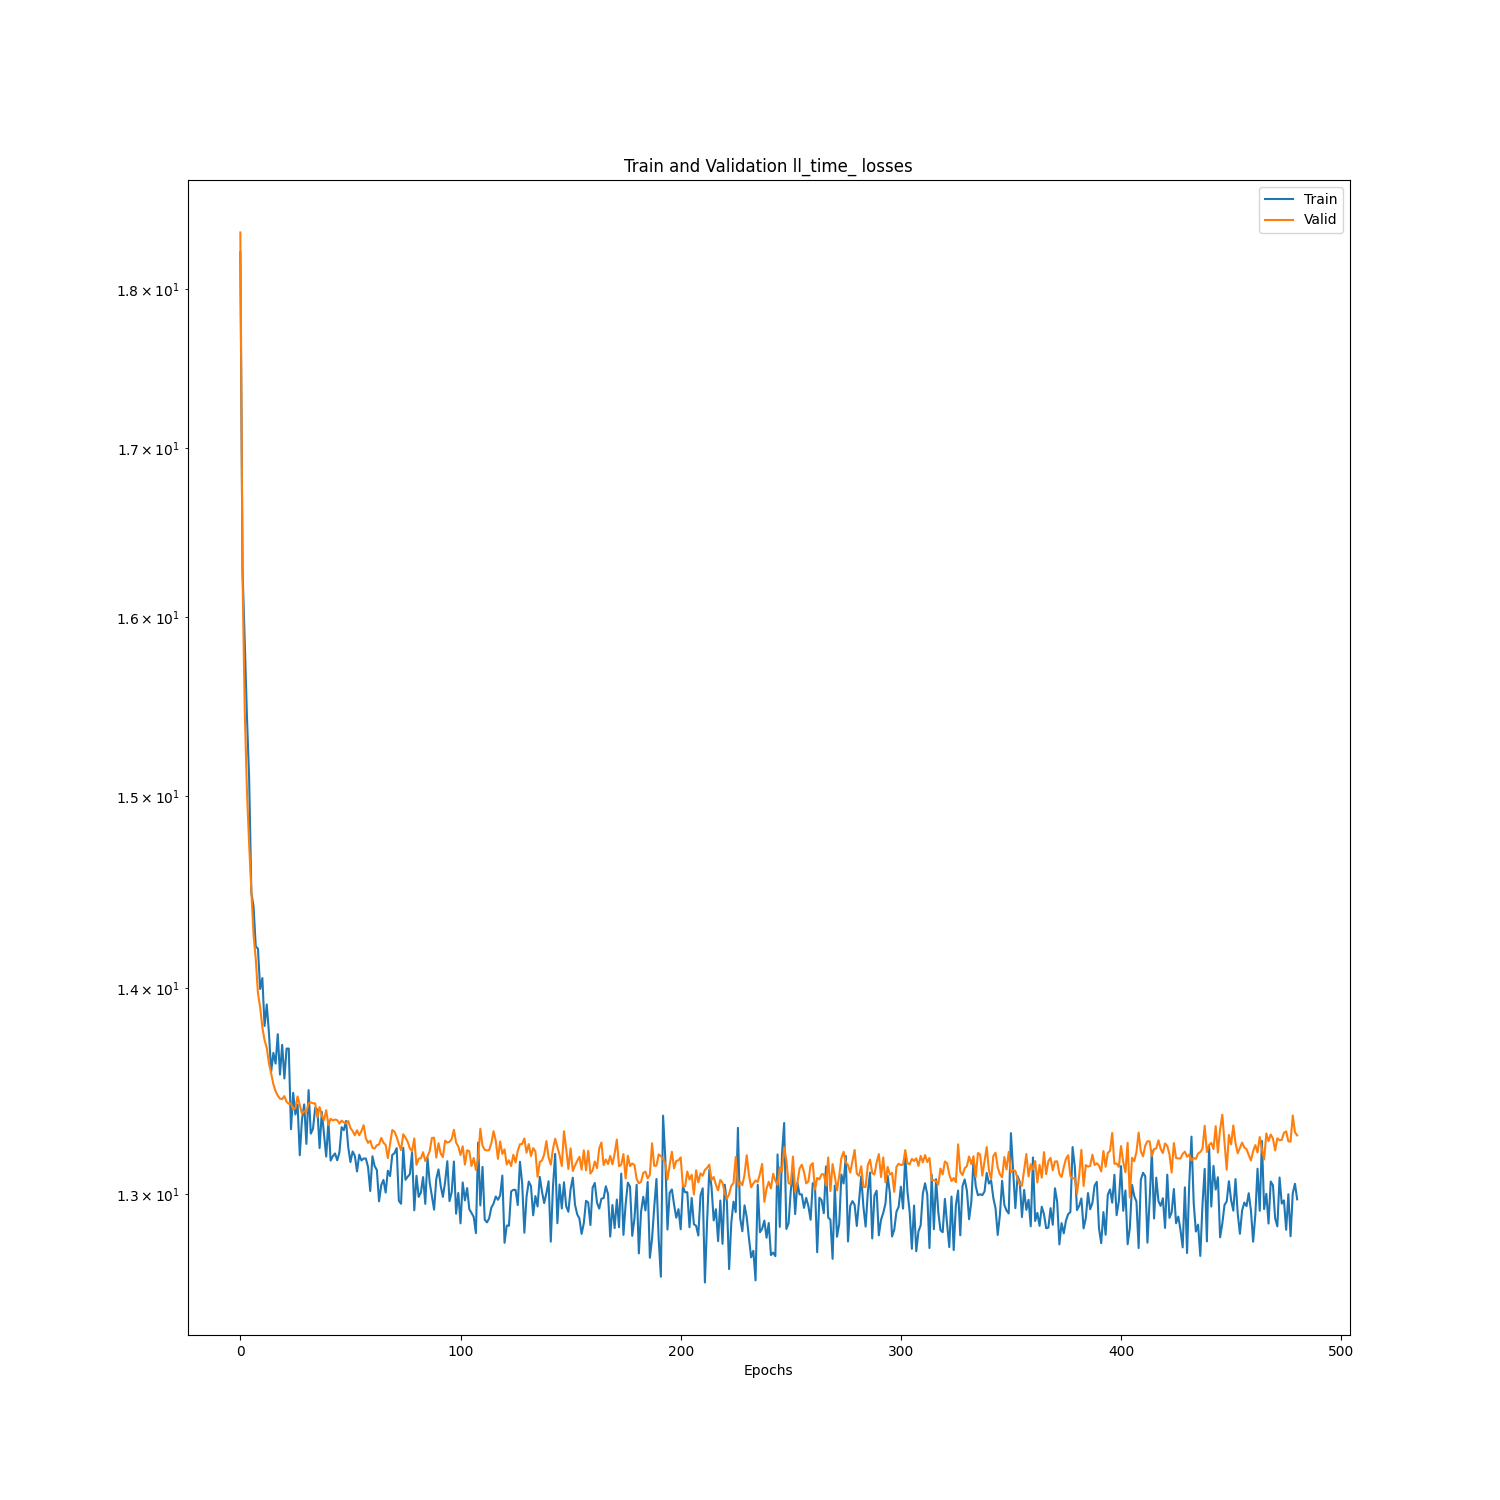 Train and Validation ll_time_ losses
Train
Valid
1.8 × 10¹
1.7 × 10¹
1.6 × 10¹
1.5 × 10¹
1.4 × 10¹
1.3 × 10¹
0 100 200 300 400 500
Epochs